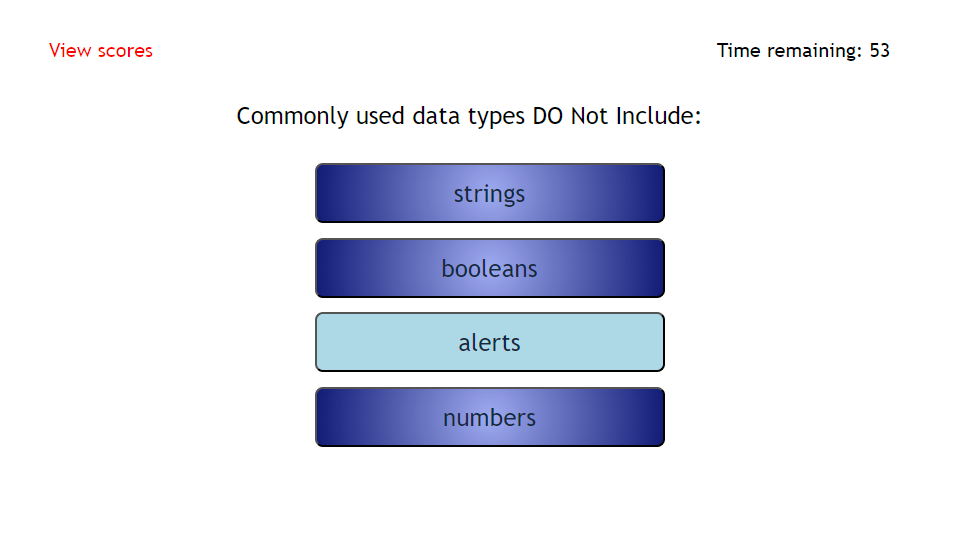 View scores
Time remaining: 53
Commonly used data types DO Not Include:
strings
booleans
alerts
numbers